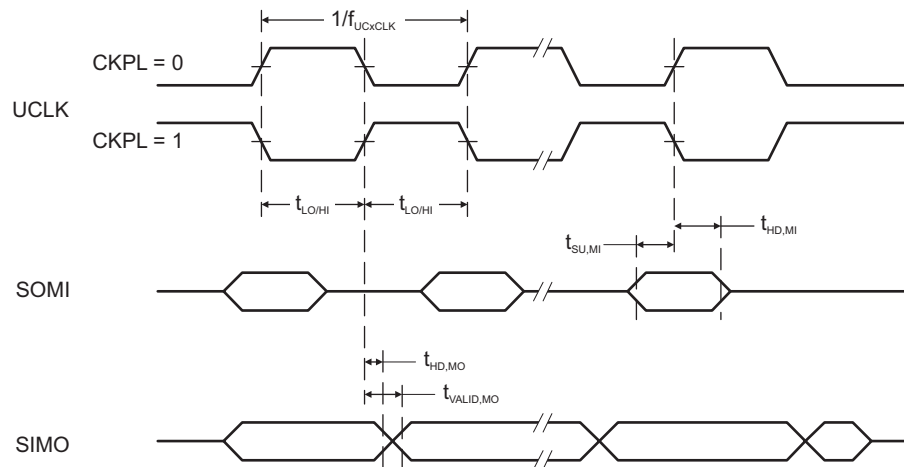 1/fUCxCLK
CKPL = 0
UCLK
CKPL = 1
tLO/HI tLO/HI
tSU,MI
tHD,MI
SOMI
tHD,MO
tVALID,MO
SIMO